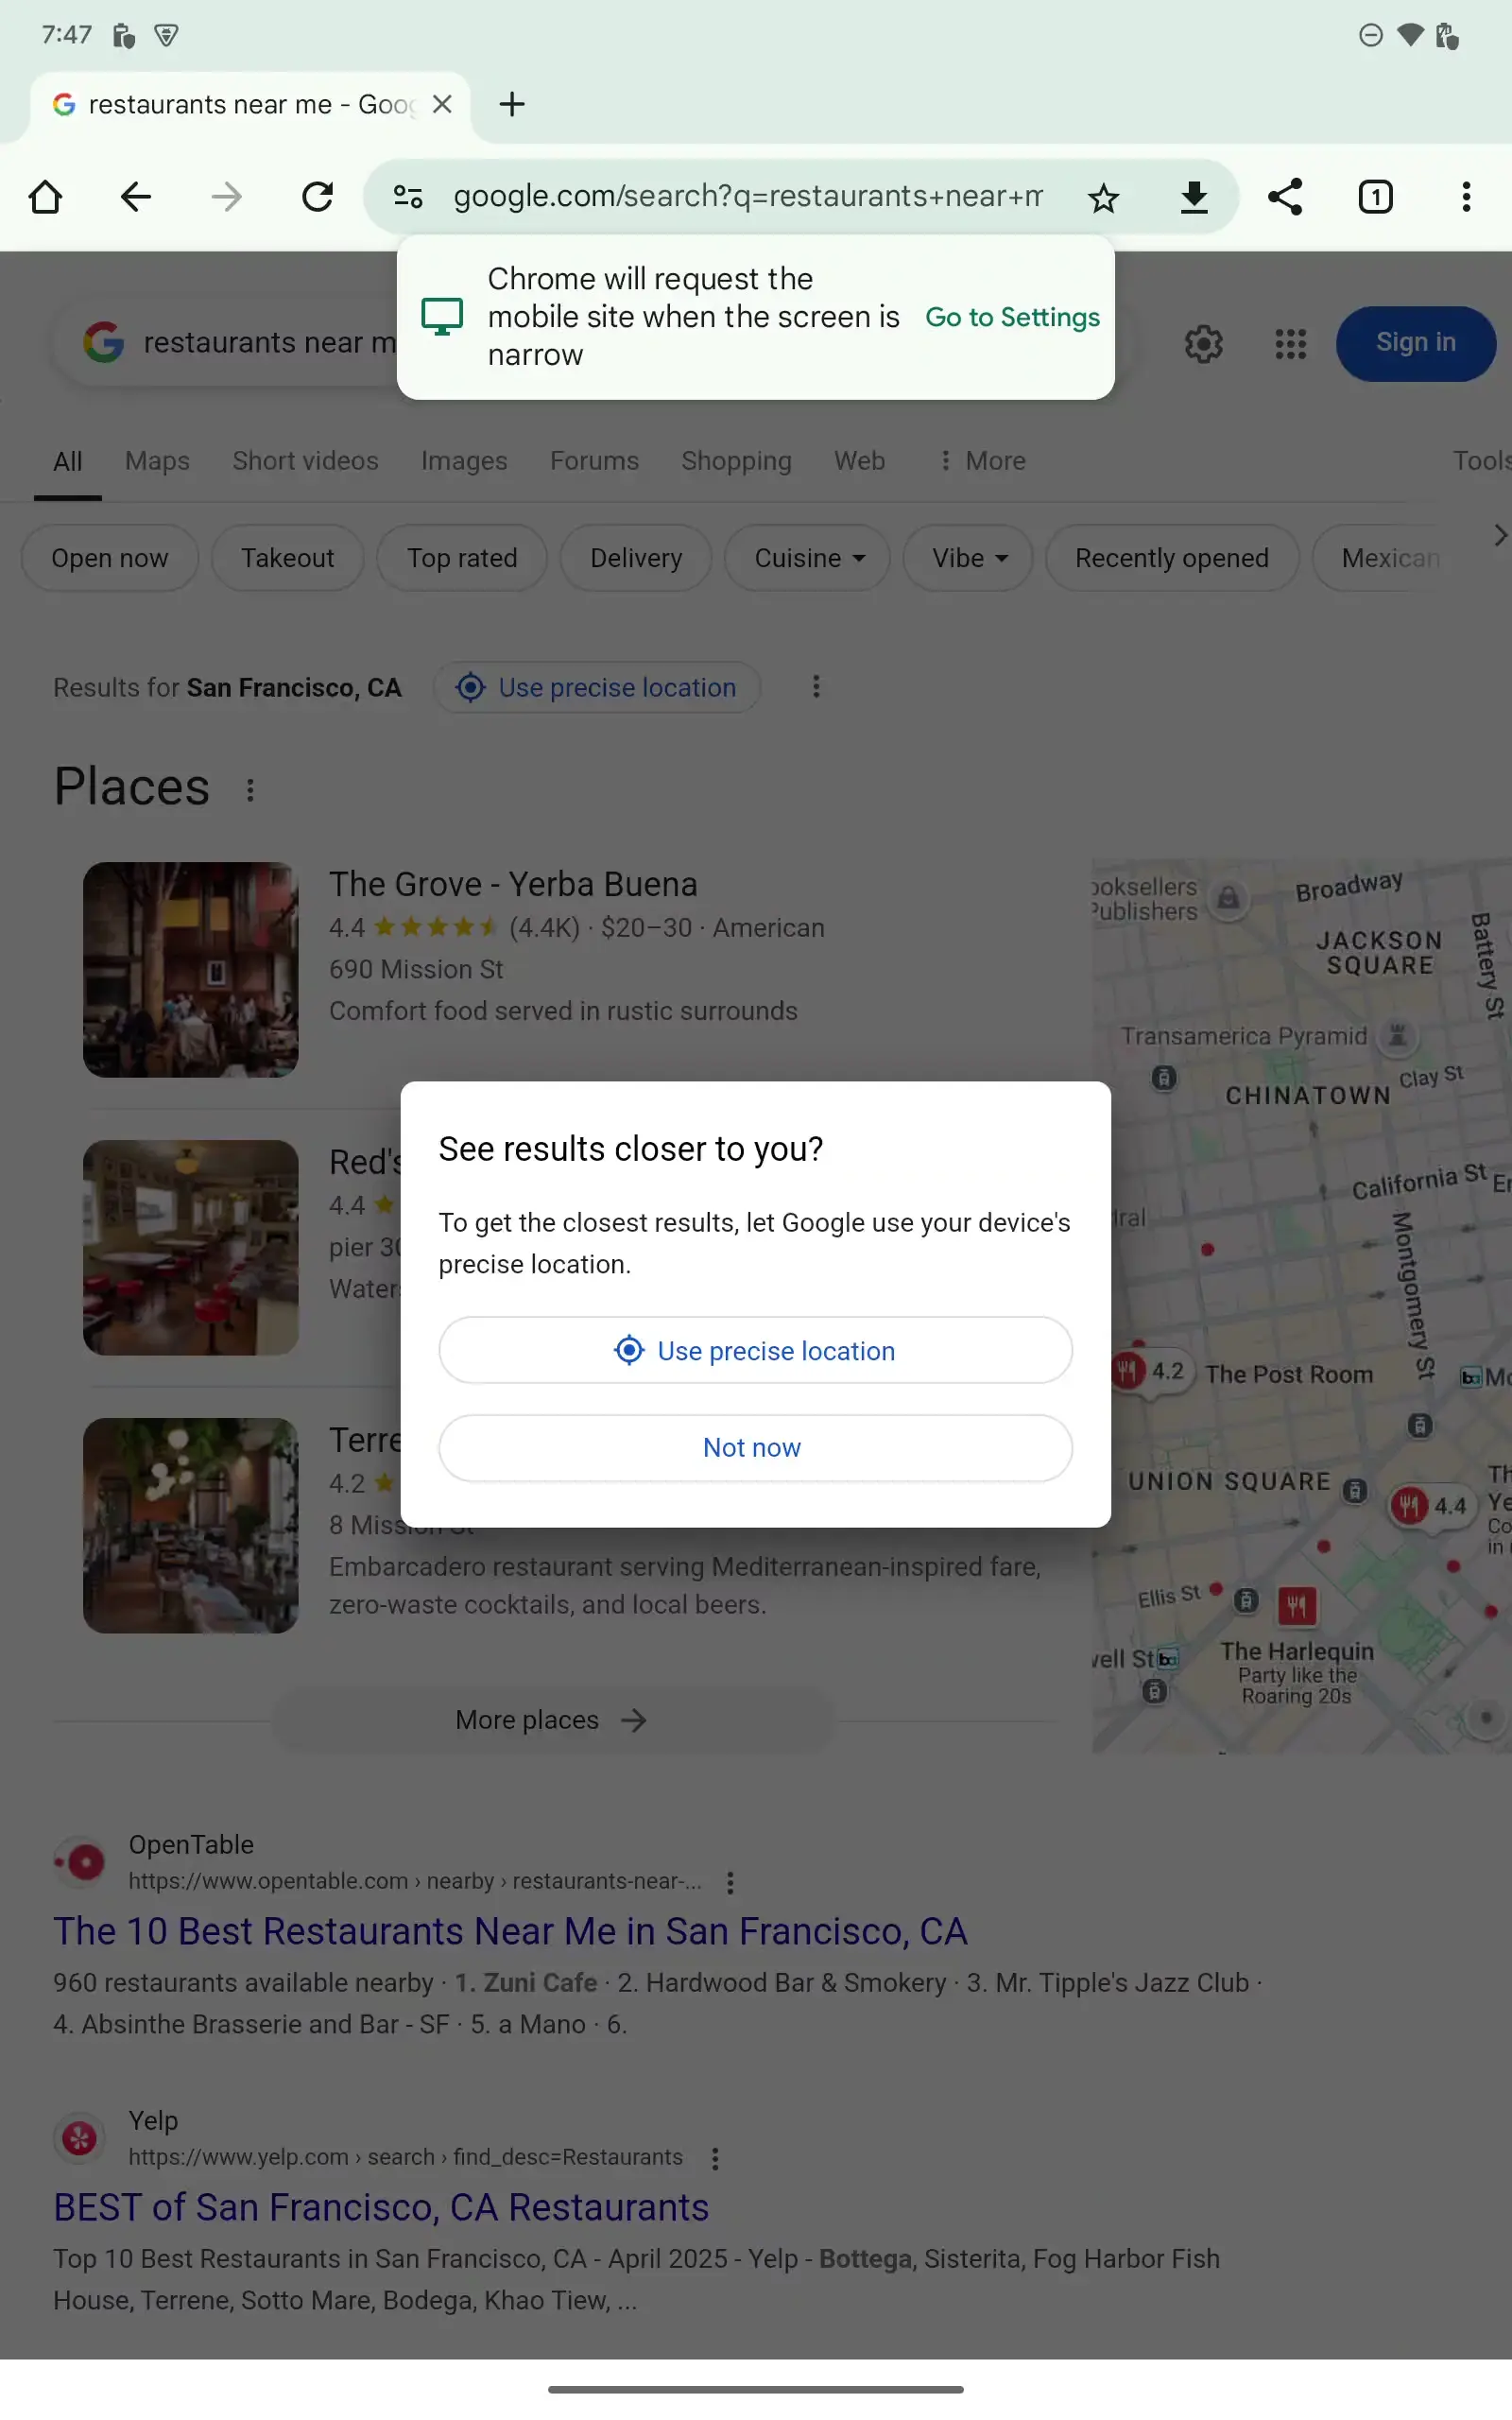 7:47
restaurants near me - Goog
google.com/search?q=restaurants+near+m
1
Chrome will request the
mobile site when the screen is
narrow
Go to Settings
restaurants near m
Sign in
All Maps Short videos Images Forums Shopping Web More Tools
Open now Takeout Top rated Delivery Cuisine Vibe Recently opened Mexican
Results for San Francisco, CA Use precise location
Places
The Grove - Yerba Buena
4.4 (4.4K) · $20–30 · American
690 Mission St
Comfort food served in rustic surrounds
Red's
4.4
pier 30
Waters
Terre
4.2
8 Mission St
Embarcadero restaurant serving Mediterranean-inspired fare,
zero-waste cocktails, and local beers.
More places
See results closer to you?
To get the closest results, let Google use your device's
precise location.
Use precise location
Not now
ooksellers
Publishers
Broadway
Battery St
JACKSON
SQUARE
Transamerica Pyramid
Clay St
CHINATOWN
California St
Montgomery St
4.2
The Post Room
UNION SQUARE
4.4
Ellis St
The Harlequin
Party like the
Roaring 20s
OpenTable
https://www.opentable.com › nearby › restaurants-near-...
The 10 Best Restaurants Near Me in San Francisco, CA
960 restaurants available nearby · 1. Zuni Cafe · 2. Hardwood Bar & Smokery · 3. Mr. Tipple's Jazz Club ·
4. Absinthe Brasserie and Bar - SF · 5. a Mano · 6.
Yelp
https://www.yelp.com › search › find_desc=Restaurants
BEST of San Francisco, CA Restaurants
Top 10 Best Restaurants in San Francisco, CA - April 2025 - Yelp - Bottega, Sisterita, Fog Harbor Fish
House, Terrene, Sotto Mare, Bodega, Khao Tiew, ...